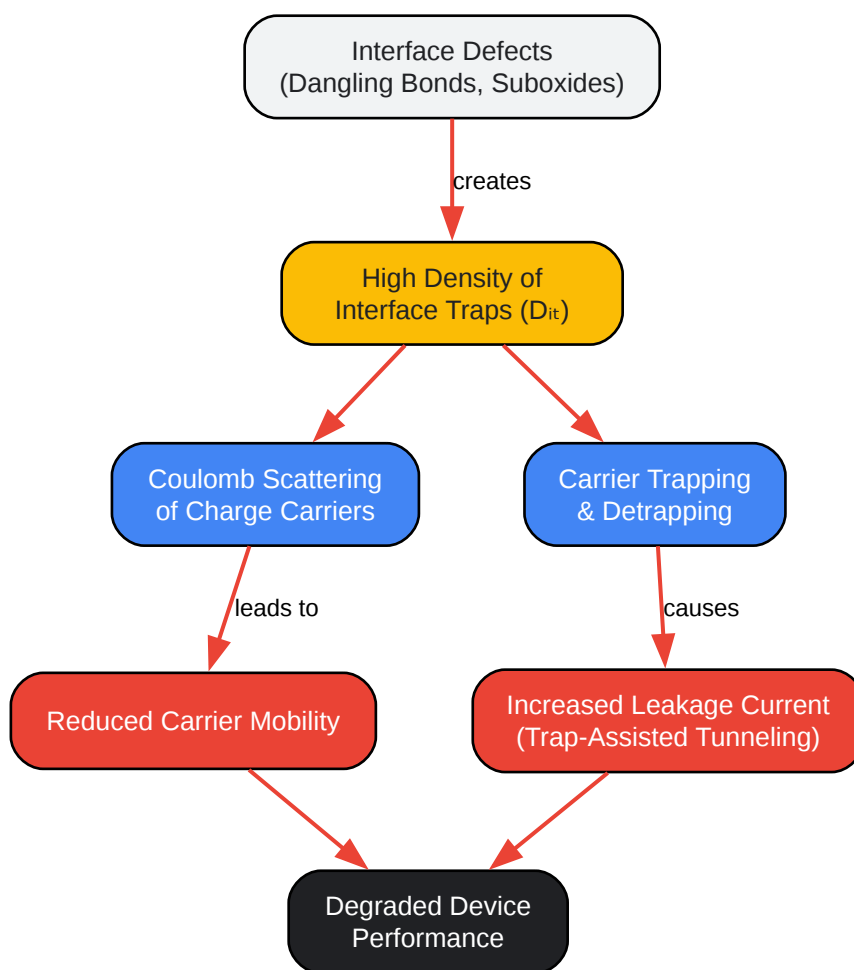 Interface Defects
(Dangling Bonds, Suboxides)
creates
High Density of
Interface Traps (Dᵢₜ)
Coulomb Scattering
of Charge Carriers
Carrier Trapping
& Detrapping
leads to
causes
Reduced Carrier Mobility
Increased Leakage Current
(Trap-Assisted Tunneling)
Degraded Device
Performance